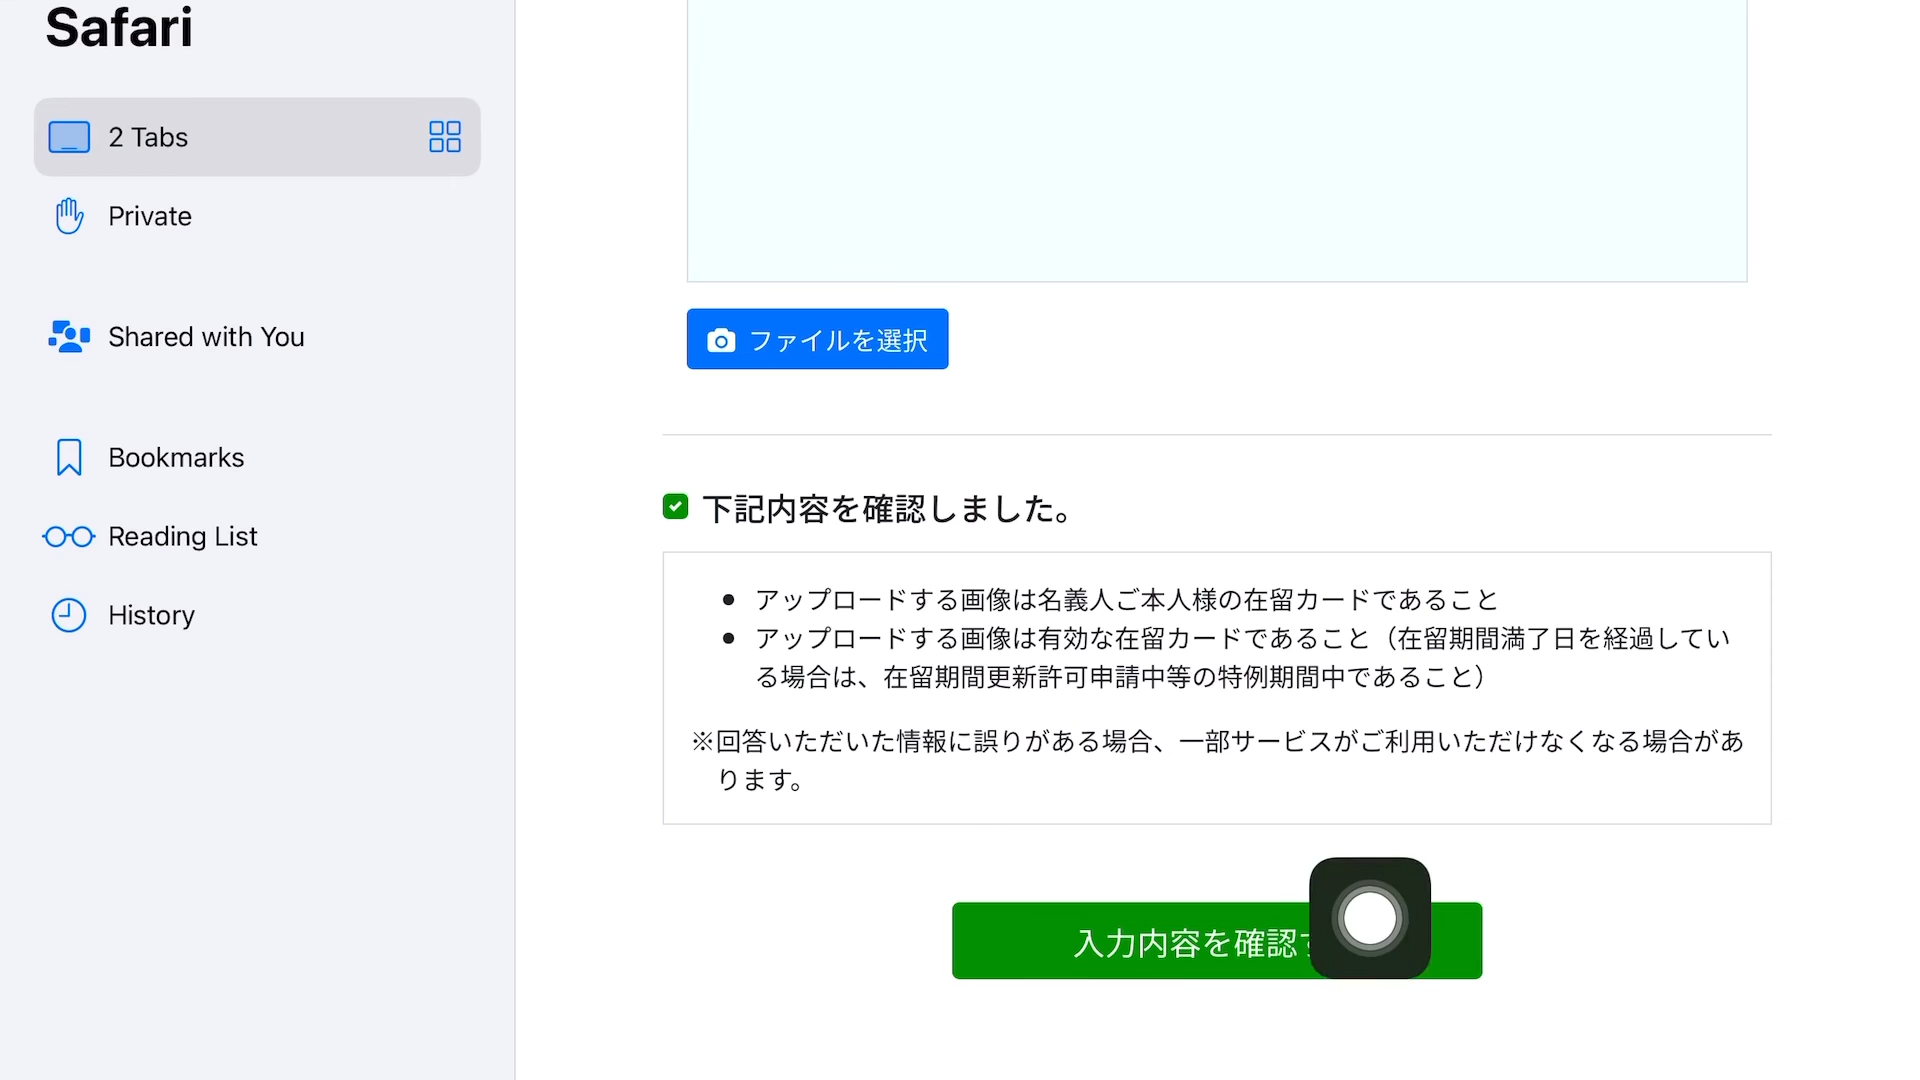 Safari
2 Tabs
Private
Shared with You
Bookmarks
Reading List
History
ファイルを選択
下記内容を確認しました。
• アップロードする画像は名義人ご本人様の在留カードであること
• アップロードする画像は有効な在留カードであること（在留期間満了日を経過してい
る場合は、在留期間更新許可申請中等の特例期間中であること）
※回答いただいた情報に誤りがある場合、一部サービスがご利用いただけなくなる場合があ
ります。
入力内容を確認